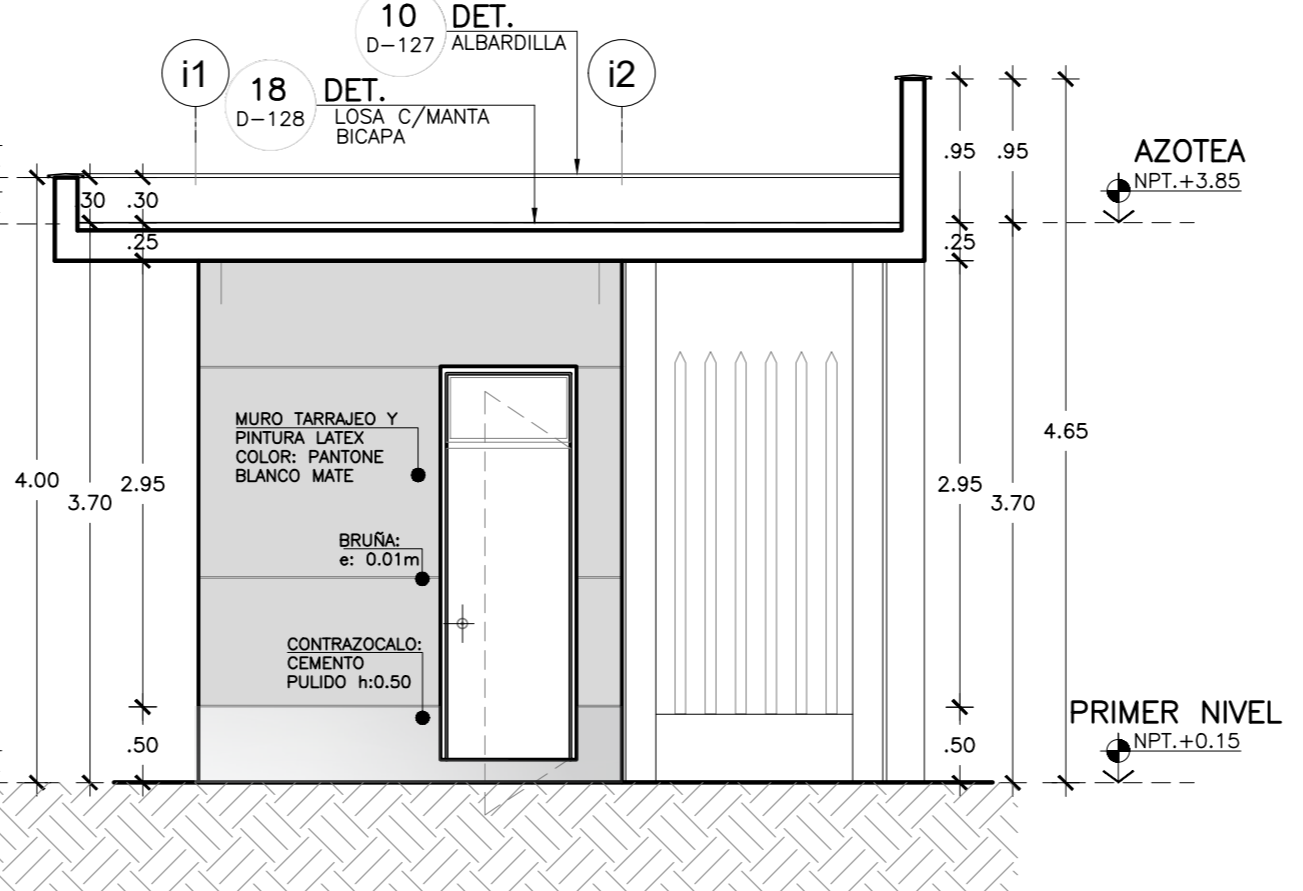 10
D-127
DET.
ALBARDILLA
i1
18
D-128
DET.
LOSA C/MANTA
BICAPA
i2
.95
.95
AZOTEA
NPT.+3.85
30
.30
.25
.25
MURO TARRAJEO Y
PINTURA LATEX
COLOR: PANTONE
BLANCO MATE
4.00
3.70
2.95
4.65
2.95
3.70
BRUÑA:
e: 0.01m
CONTRAZOCALO:
CEMENTO
PULIDO h:0.50
.50
.50
PRIMER NIVEL
NPT.+0.15